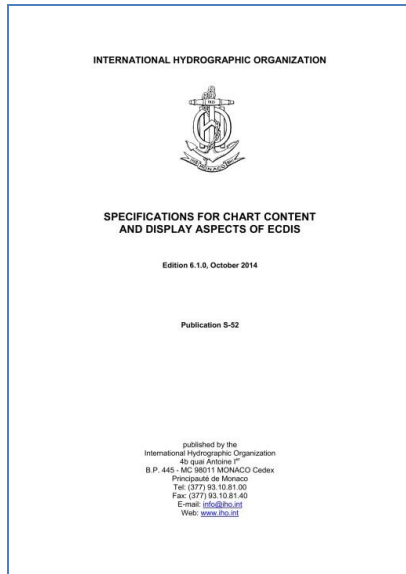 INTERNATIONAL HYDROGRAPHIC ORGANIZATION
SPECIFICATIONS FOR CHART CONTENT
AND DISPLAY ASPECTS OF ECDIS
Edition 6.1.0, October 2014
Publication S-52
published by the
International Hydrographic Organization
4b quai Antoine Iᵉʳ
B.P. 445 - MC 98011 MONACO Cedex
Principauté de Monaco
Tel: (377) 93.10.81.00
Fax: (377) 93.10.81.40
E-mail: info@iho.int
Web: www.iho.int